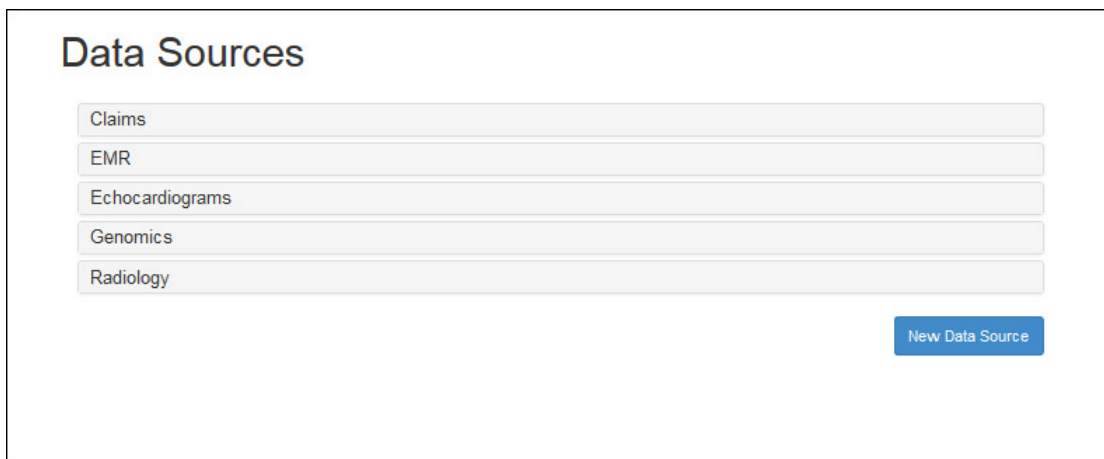 Data Sources
Claims
EMR
Echocardiograms
Genomics
Radiology
New Data Source